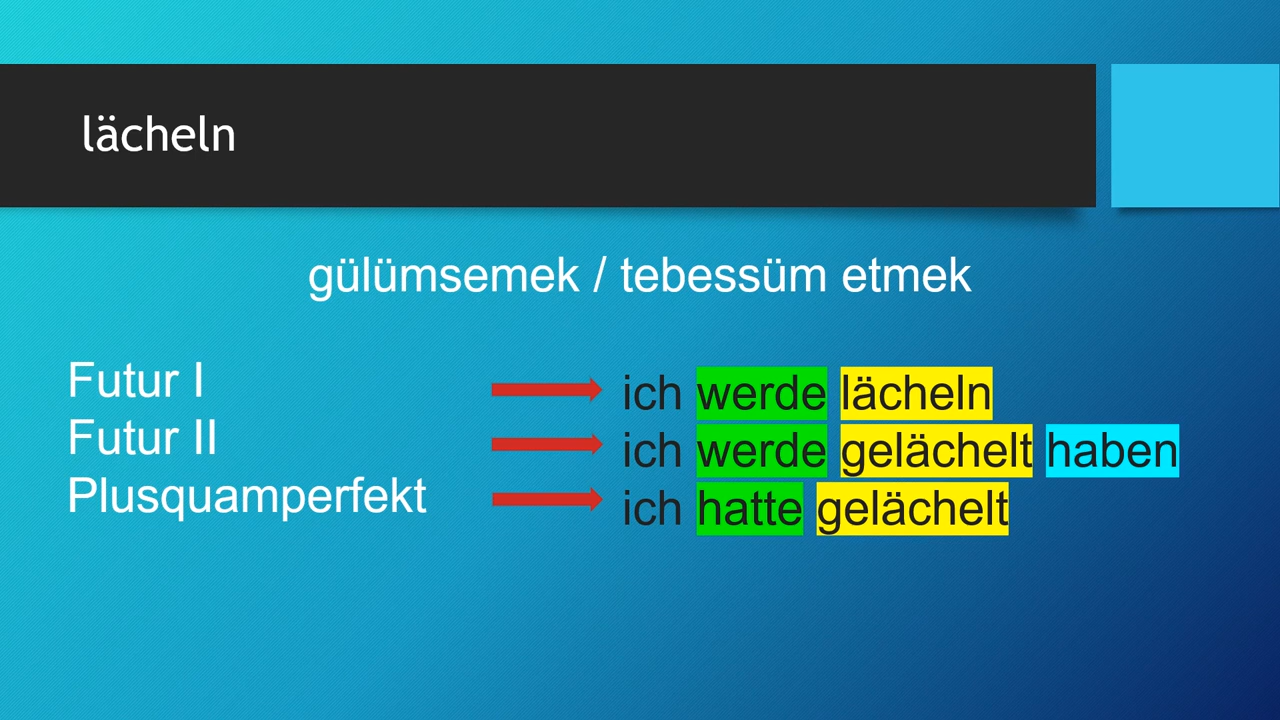 lächeln
gülümsemek / tebessüm etmek
Futur I
ich werde lächeln
Futur II
ich werde gelächelt haben
Plusquamperfekt
ich hatte gelächelt